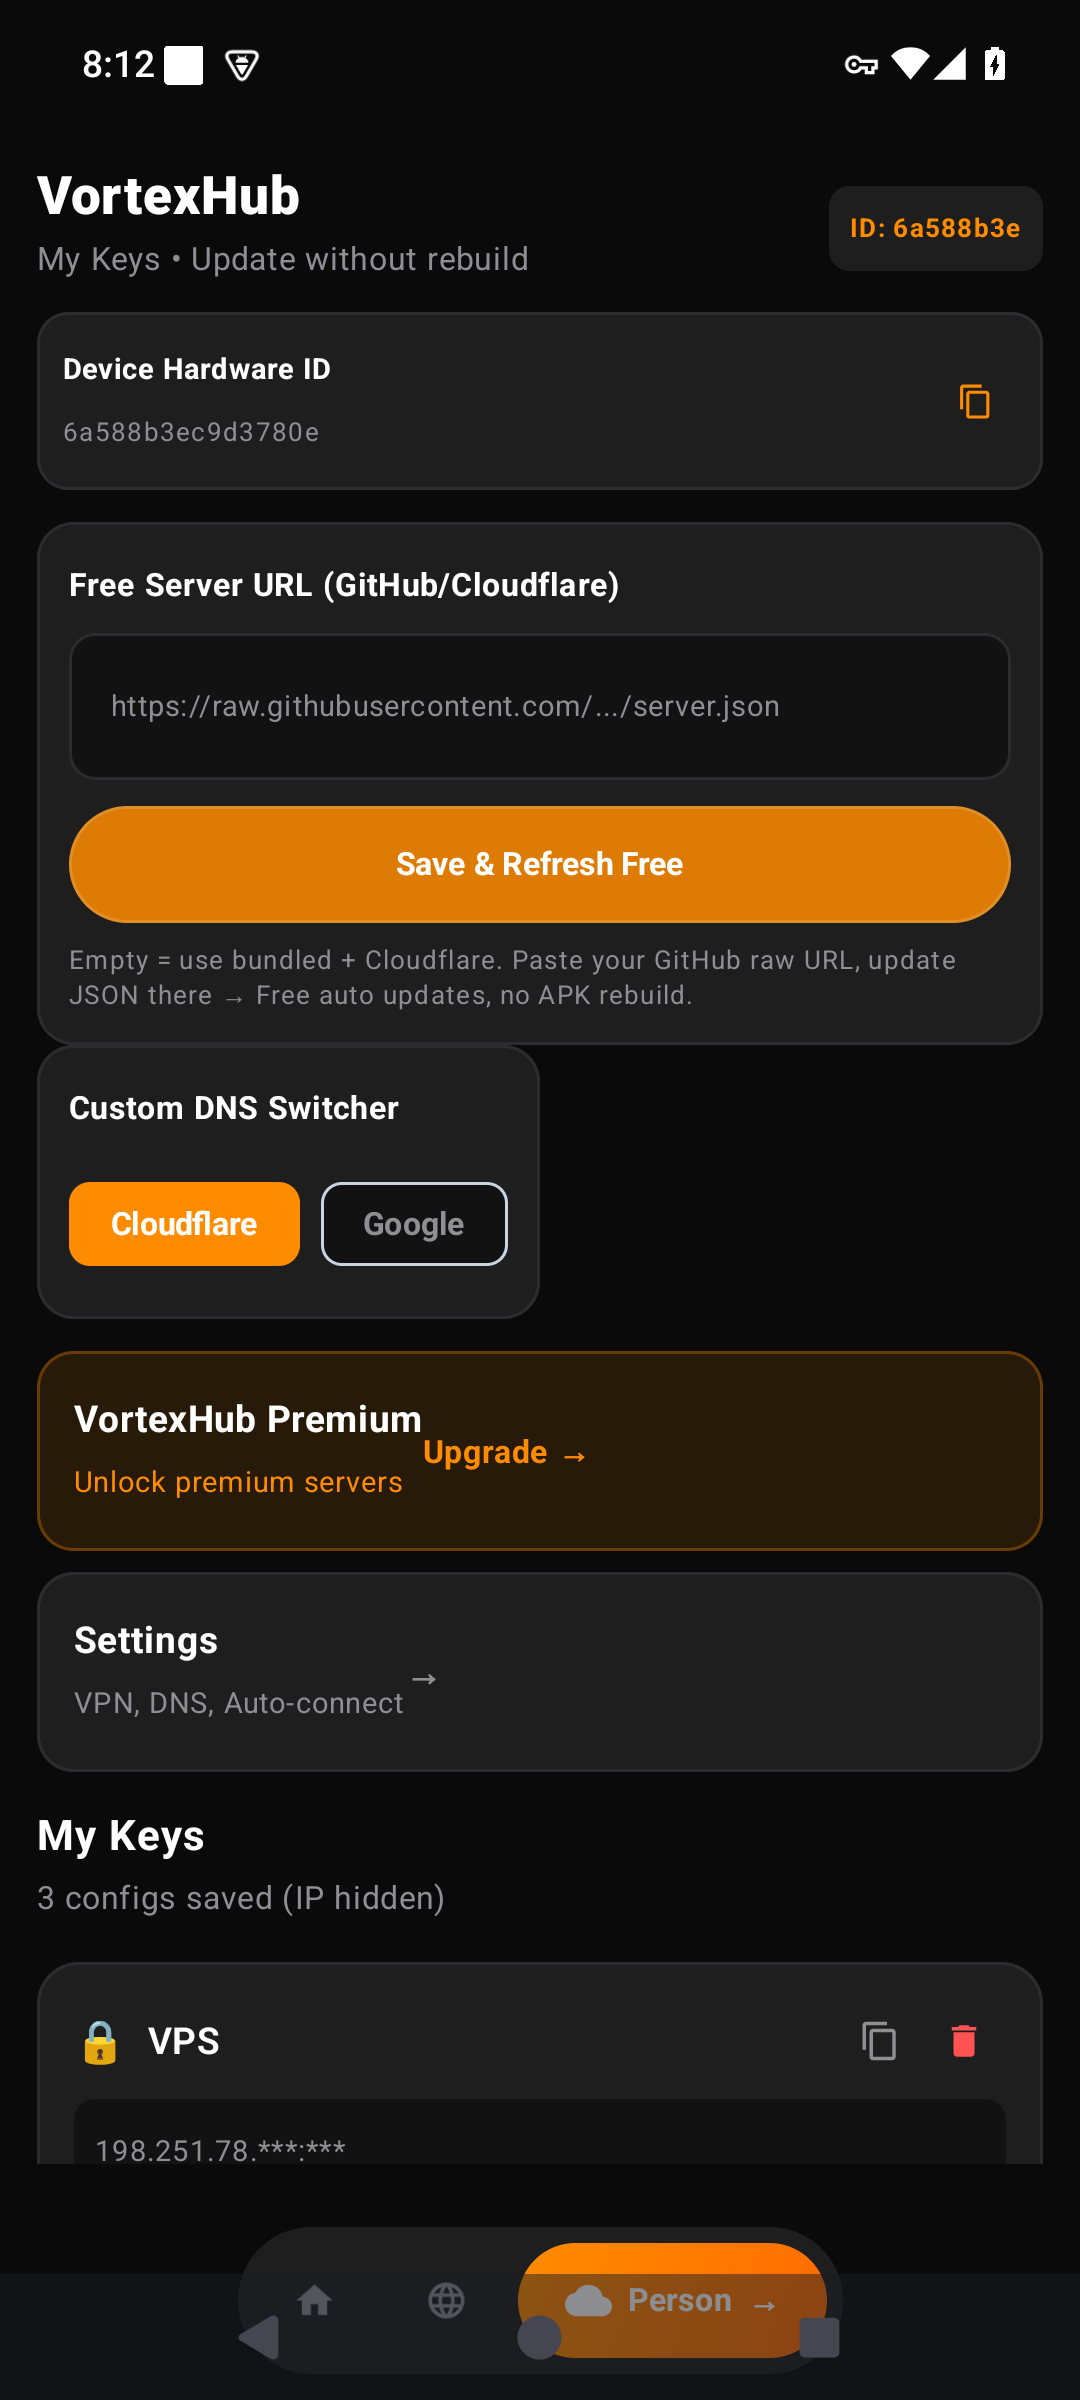 8:12
VortexHub
My Keys • Update without rebuild
ID: 6a588b3e
Device Hardware ID
6a588b3ec9d3780e
Free Server URL (GitHub/Cloudflare)
https://raw.githubusercontent.com/.../server.json
Save & Refresh Free
Empty = use bundled + Cloudflare. Paste your GitHub raw URL, update
JSON there → Free auto updates, no APK rebuild.
Custom DNS Switcher
Cloudflare
Google
VortexHub Premium
Upgrade →
Unlock premium servers
Settings
→
VPN, DNS, Auto-connect
My Keys
3 configs saved (IP hidden)
VPS
198.251.78.***:***
Person →